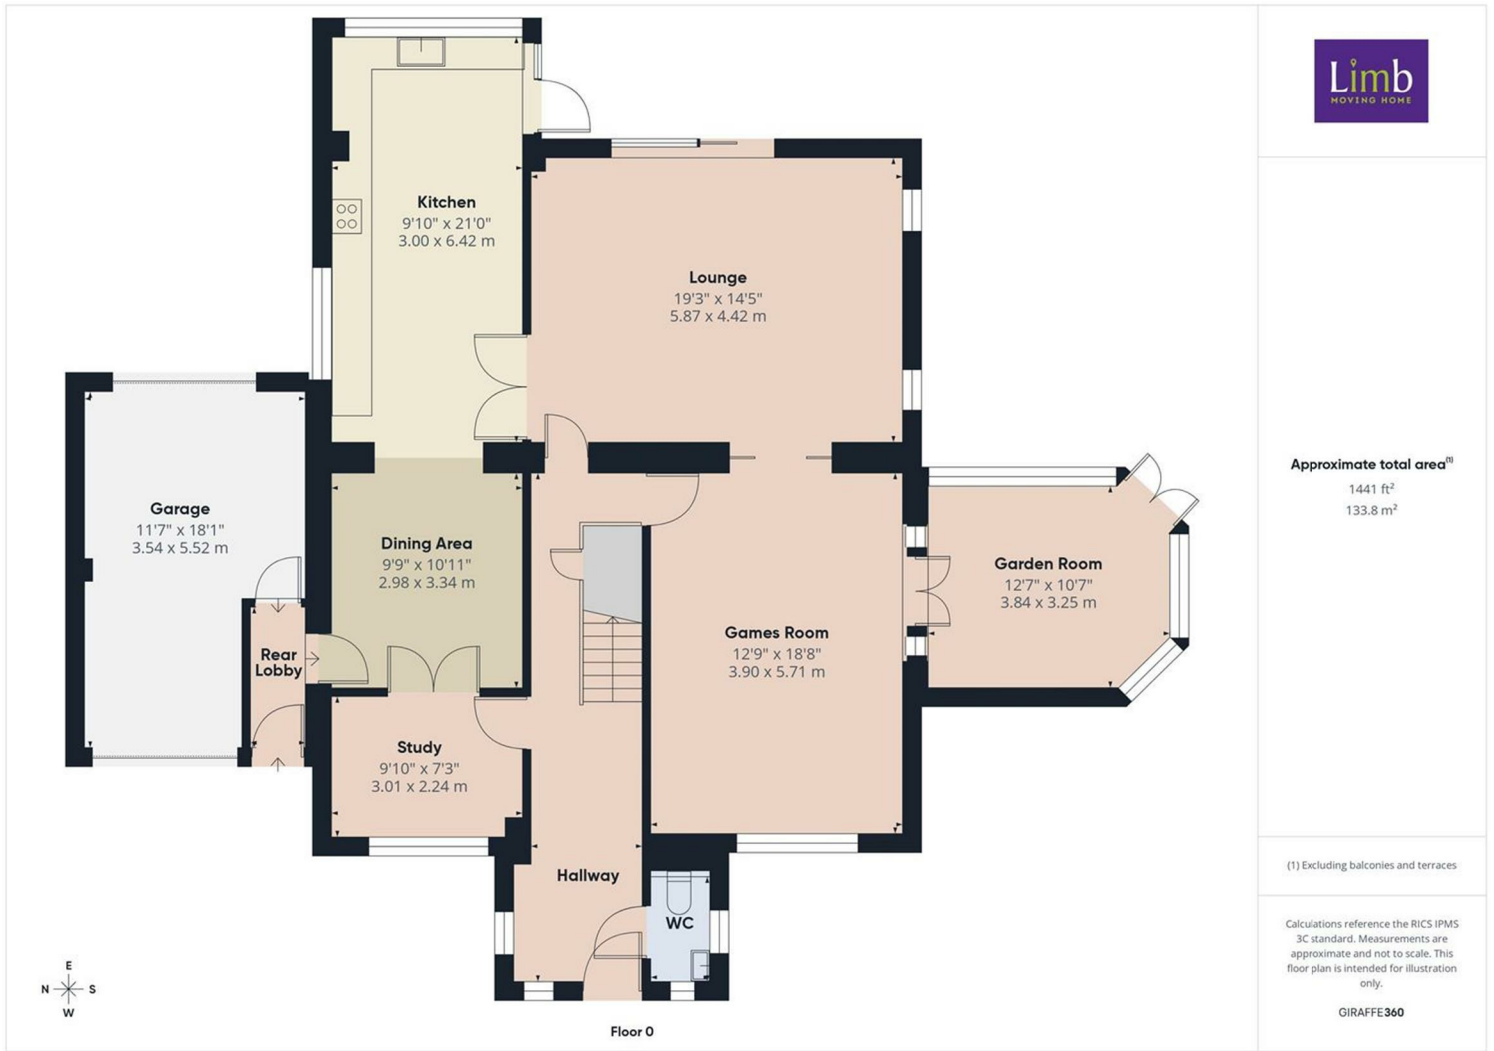 Kitchen
9'10" x 21'0"
3.00 x 6.42 m
Lounge
19'3" x 14'5"
5.87 x 4.42 m
Garage
11'7" x 18'1"
3.54 x 5.52 m
Dining Area
9'9" x 10'11"
2.98 x 3.34 m
Garden Room
12'7" x 10'7"
3.84 x 3.25 m
Games Room
12'9" x 18'8"
3.90 x 5.71 m
Rear
Lobby
Study
9'10" x 7'3"
3.01 x 2.24 m
Hallway
WC
E
N S
W
Floor 0
Limb
MOVING HOME
Approximate total area(1)
1441 ft²
133.8 m²
(1) Excluding balconies and terraces
Calculations reference the RICS IPMS
3C standard. Measurements are
approximate and not to scale. This
floor plan is intended for illustration
only.
GIRAFFE360